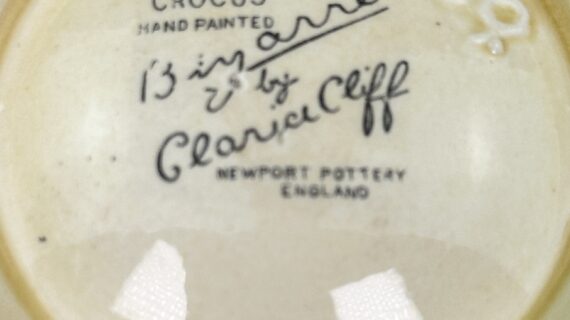 CROCUS
HAND PAINTED
Bizarre
by
Clarice Cliff
NEWPORT POTTERY
ENGLAND